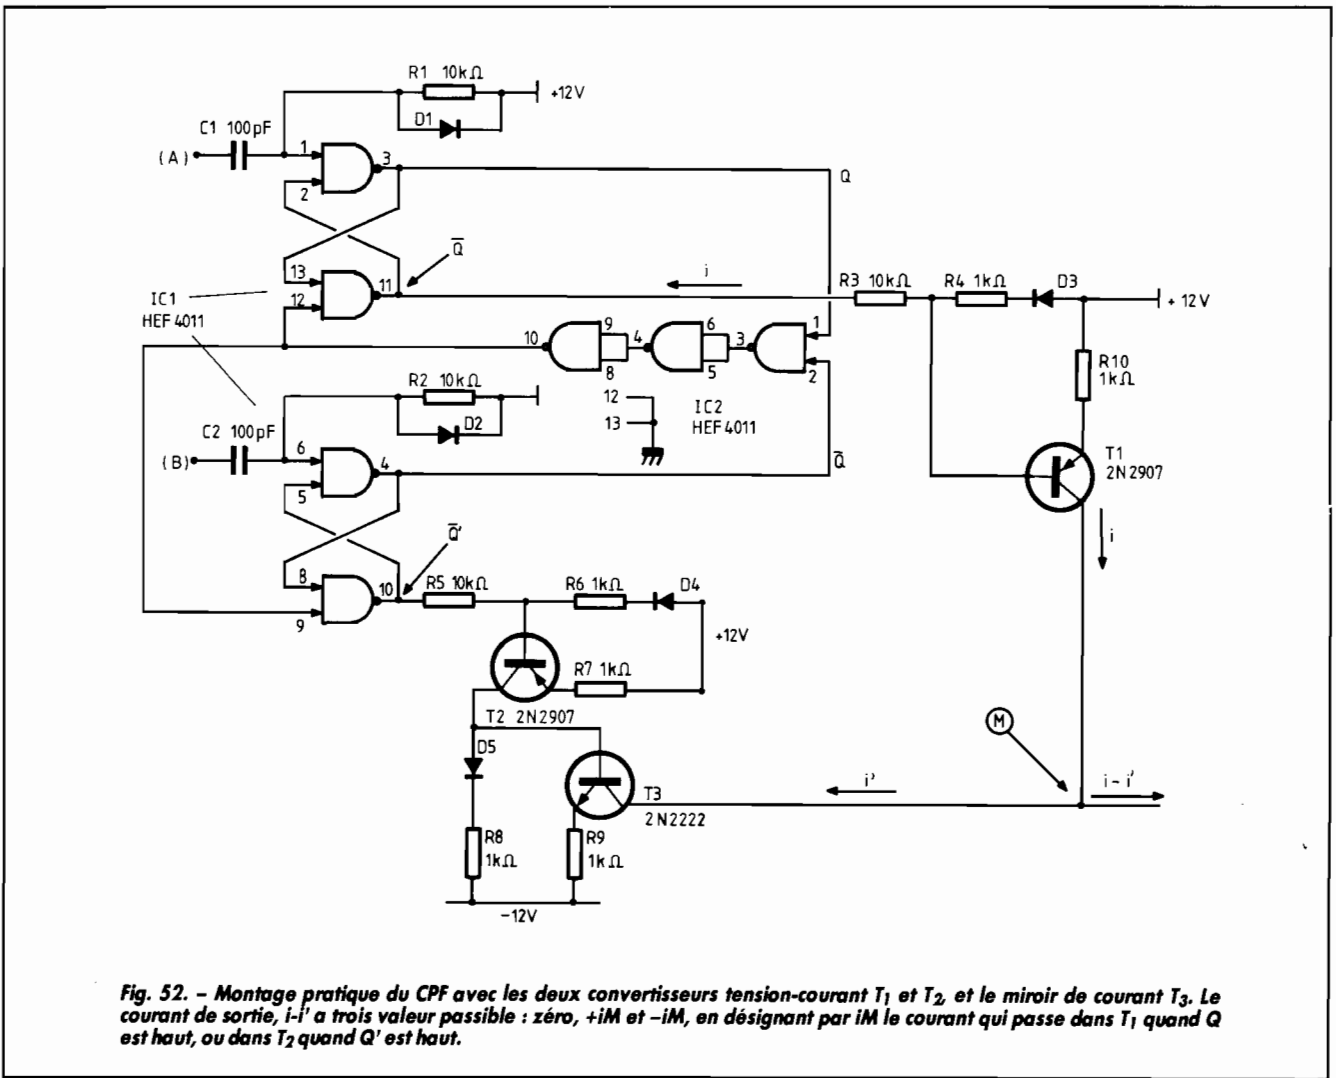 R1 10kΩ
+12V
D1
C1 100pF
(A)
1
3
2
Q
Q̅
13
11
12
i
IC1
HEF 4011
R3 10kΩ
R4 1kΩ
D3
+12V
10
9
8
4
6
5
3
1
2
R10
1kΩ
R2 10kΩ
D2
12
13
IC2
HEF 4011
C2 100pF
(B)
6
4
5
Q̅
T1
2N2907
i
Q̅'
8
10
9
R5 10kΩ
R6 1kΩ
D4
+12V
R7 1kΩ
T2 2N2907
D5
M
T3
2N2222
i'
i - i'
R8
1kΩ
R9
1kΩ
-12V
Fig. 52. – Montage pratique du CPF avec les deux convertisseurs tension-courant T1 et T2, et le miroir de courant T3. Le
courant de sortie, i-i' a trois valeur passible : zéro, +iM et –iM, en désignant par iM le courant qui passe dans T1 quand Q
est haut, ou dans T2 quand Q' est haut.